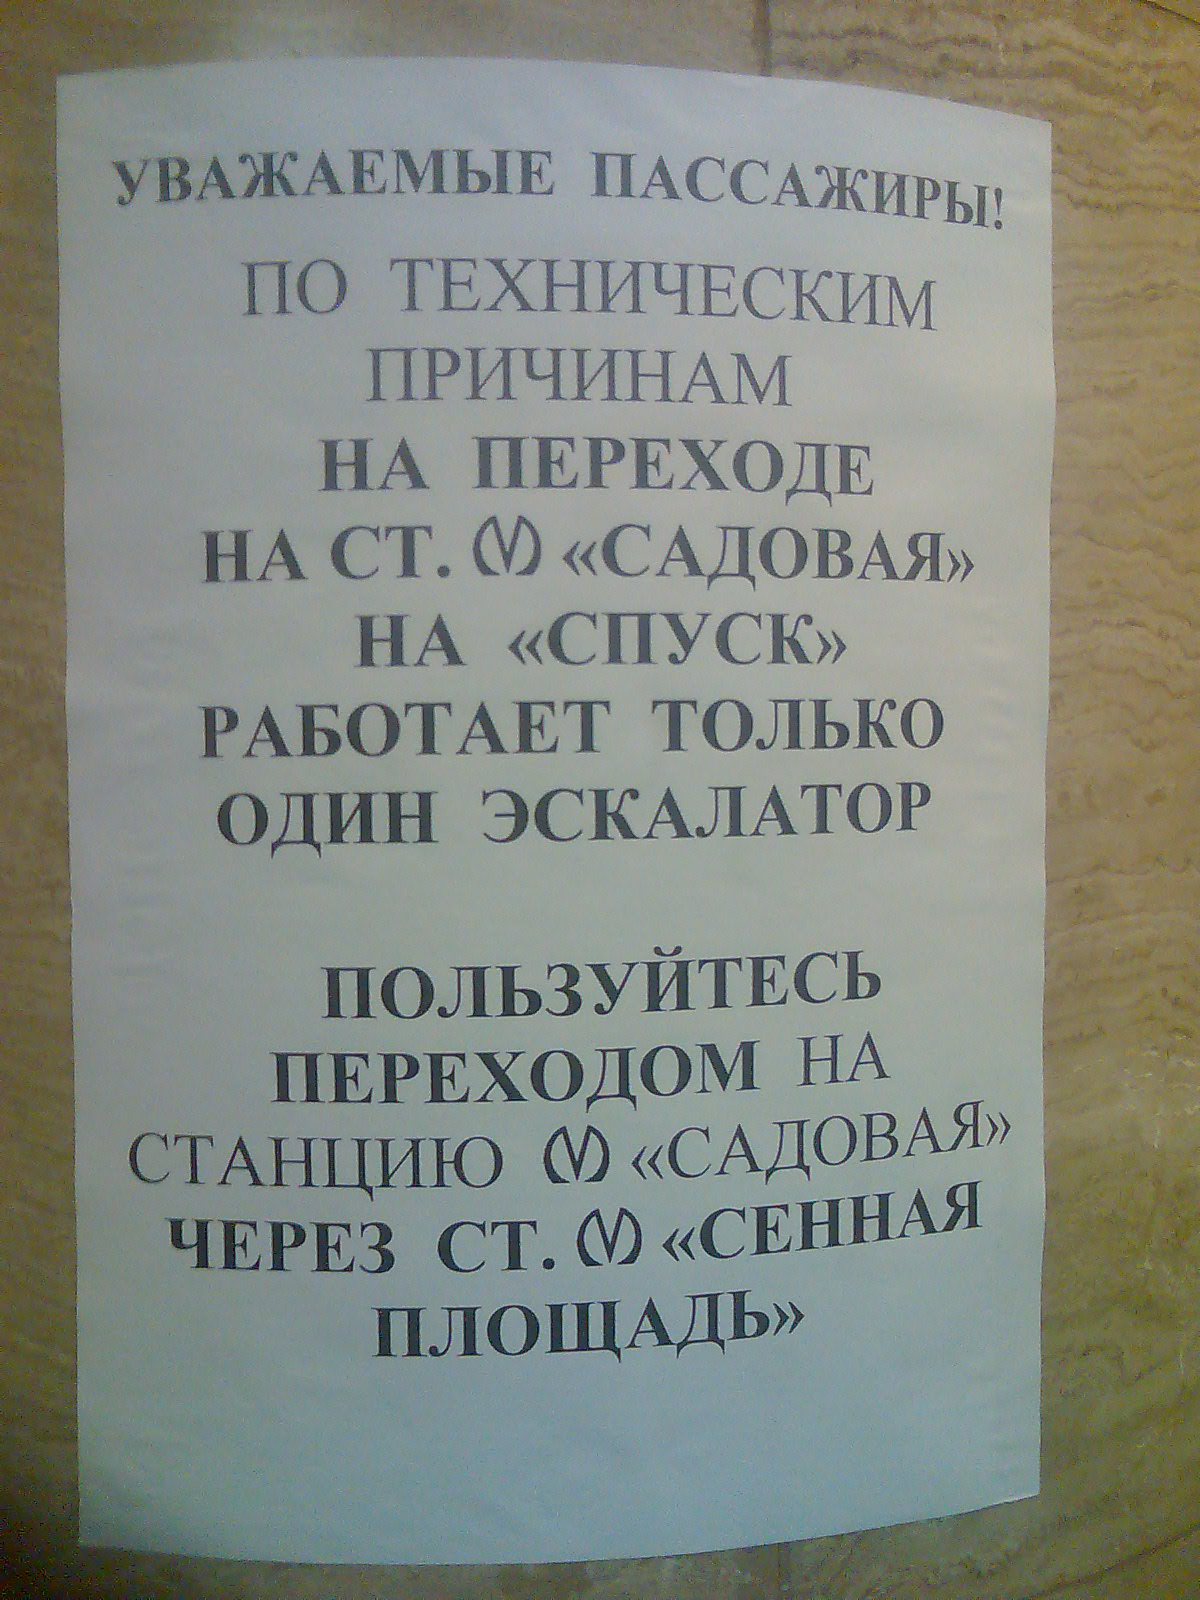 УВАЖАЕМЫЕ ПАССАЖИРЫ!
ПО ТЕХНИЧЕСКИМ
ПРИЧИНАМ
НА ПЕРЕХОДЕ
НА СТ. М «САДОВАЯ»
НА «СПУСК»
РАБОТАЕТ ТОЛЬКО
ОДИН ЭСКАЛАТОР
ПОЛЬЗУЙТЕСЬ
ПЕРЕХОДОМ НА
СТАНЦИЮ М «САДОВАЯ»
ЧЕРЕЗ СТ. М «СЕННАЯ
ПЛОЩАДЬ»